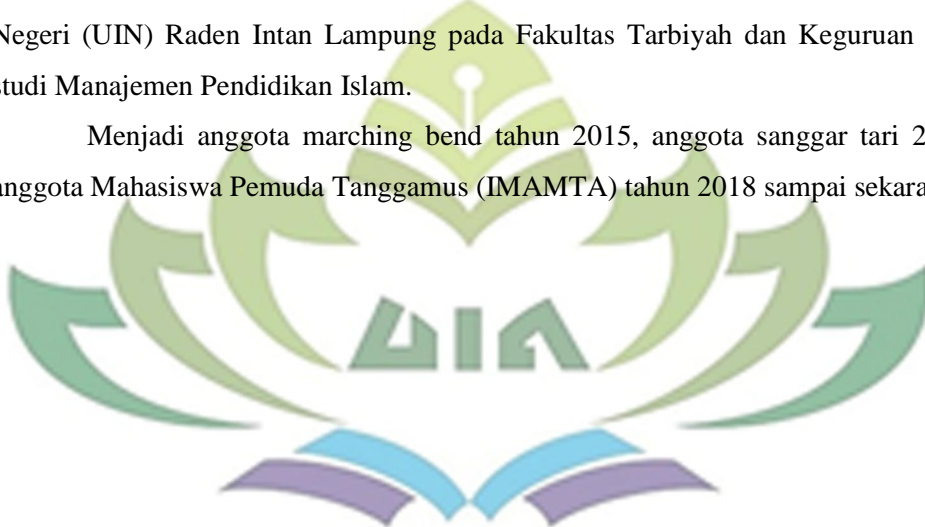 Negeri (UIN) Raden Intan Lampung pada Fakultas Tarbiyah dan Keguruan
studi Manajemen Pendidikan Islam.
Menjadi anggota marching bend tahun 2015, anggota sanggar tari 2
anggota Mahasiswa Pemuda Tanggamus (IMAMTA) tahun 2018 sampai sekara
UIN